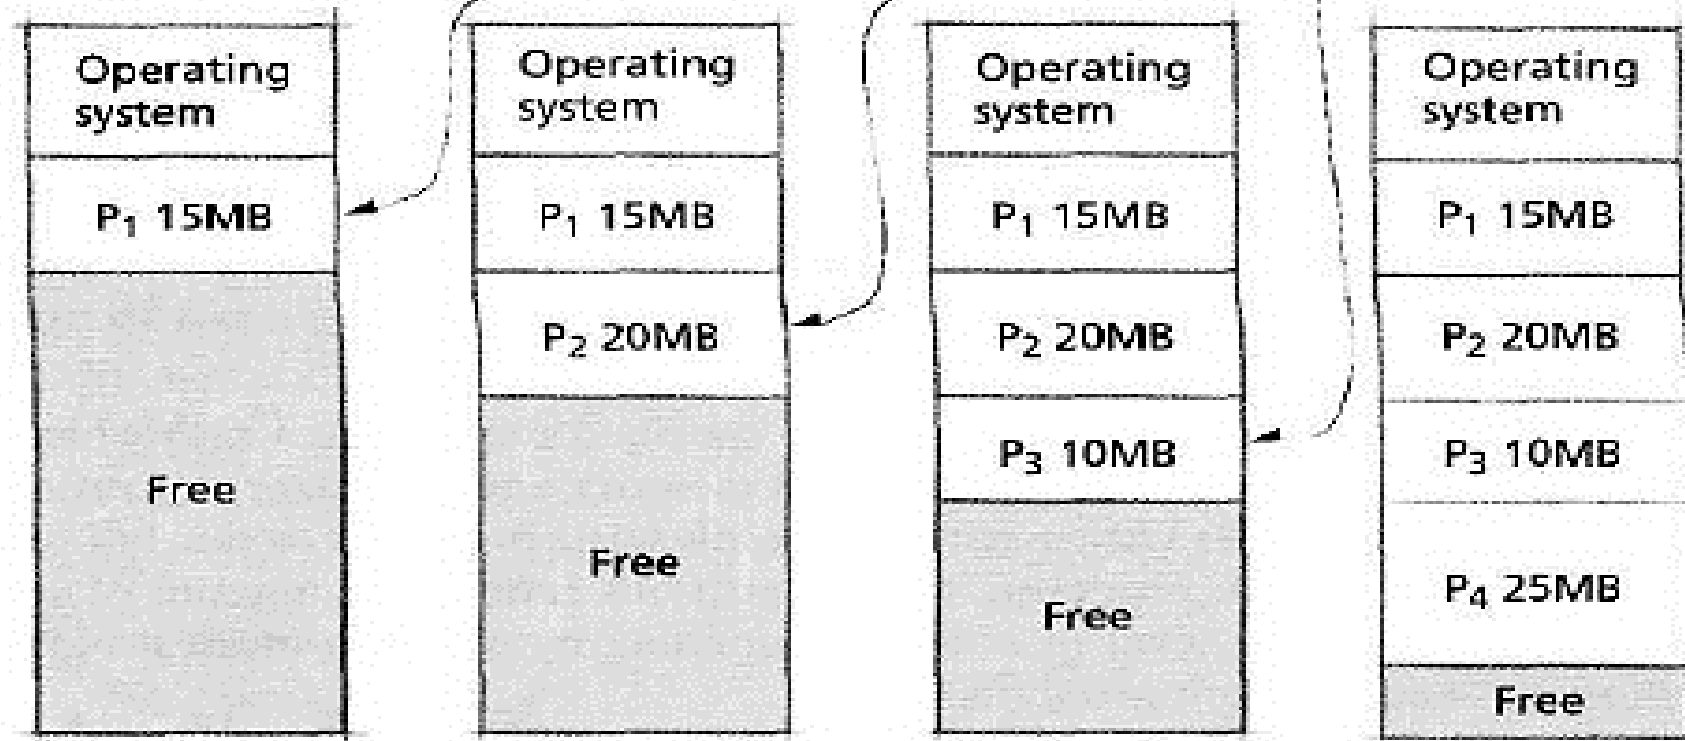 Operating
system
P₁ 15MB
Free
Operating
system
P₁ 15MB
P₂ 20MB
Free
Operating
system
P₁ 15MB
P₂ 20MB
P₃ 10MB
Free
Operating
system
P₁ 15MB
P₂ 20MB
P₃ 10MB
P₄ 25MB
Free